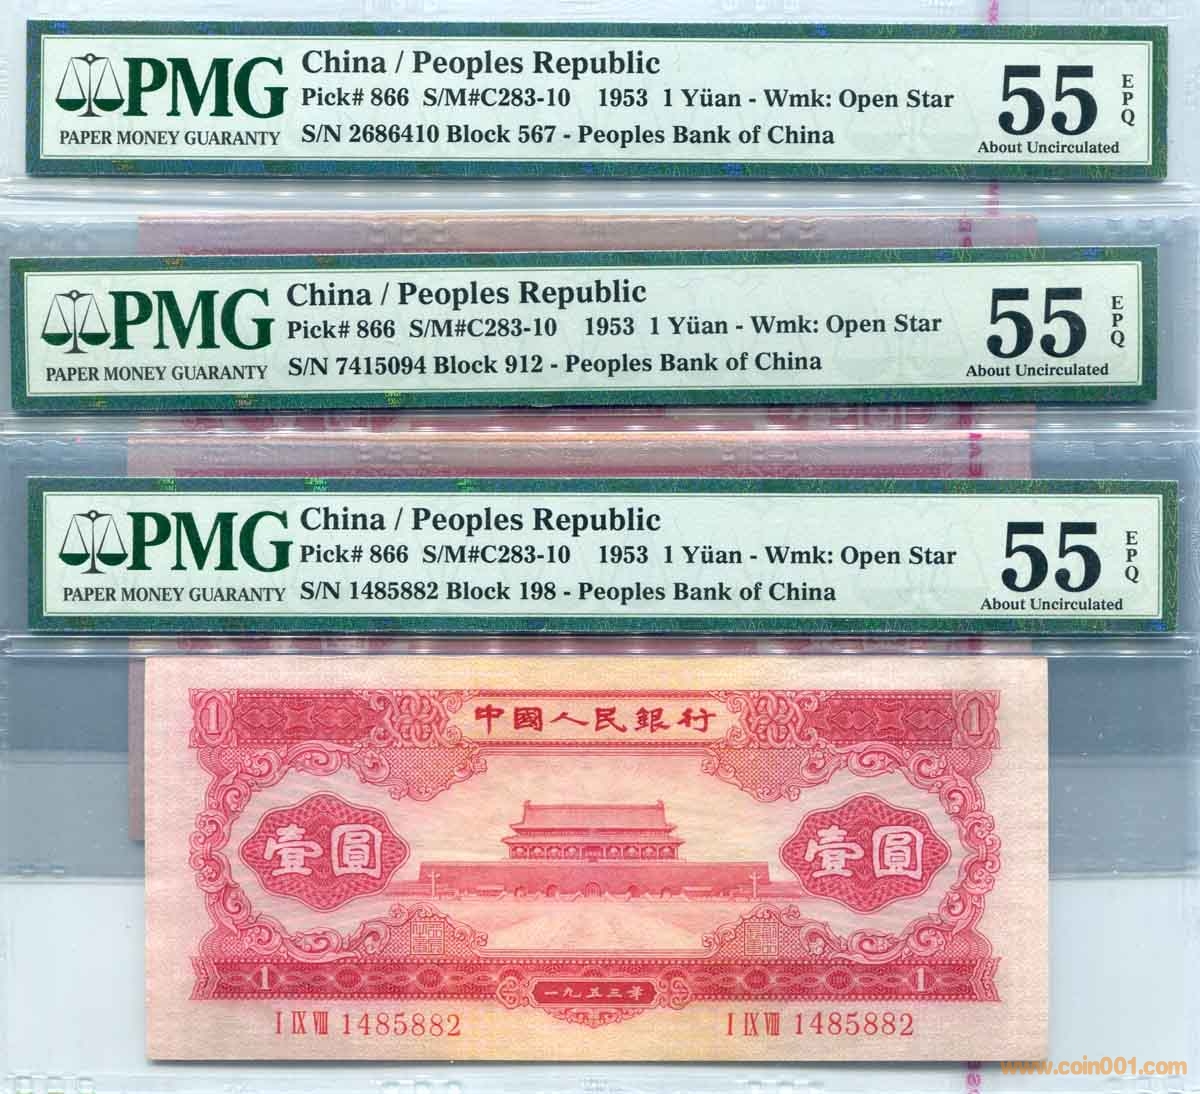 PMG
PAPER MONEY GUARANTY
China / Peoples Republic
Pick# 866 S/M#C283-10 1953 1 Yüan - Wmk: Open Star
S/N 2686410 Block 567 - Peoples Bank of China
55
EPQ
About Uncirculated
PMG
PAPER MONEY GUARANTY
China / Peoples Republic
Pick# 866 S/M#C283-10 1953 1 Yüan - Wmk: Open Star
S/N 7415094 Block 912 - Peoples Bank of China
55
EPQ
About Uncirculated
PMG
PAPER MONEY GUARANTY
China / Peoples Republic
Pick# 866 S/M#C283-10 1953 1 Yüan - Wmk: Open Star
S/N 1485882 Block 198 - Peoples Bank of China
55
EPQ
About Uncirculated
1 中國人民銀行 1
壹圓 壹圓
1 一九五三年 1
I IX VIII 1485882 I IX VIII 1485882
www.coin001.com